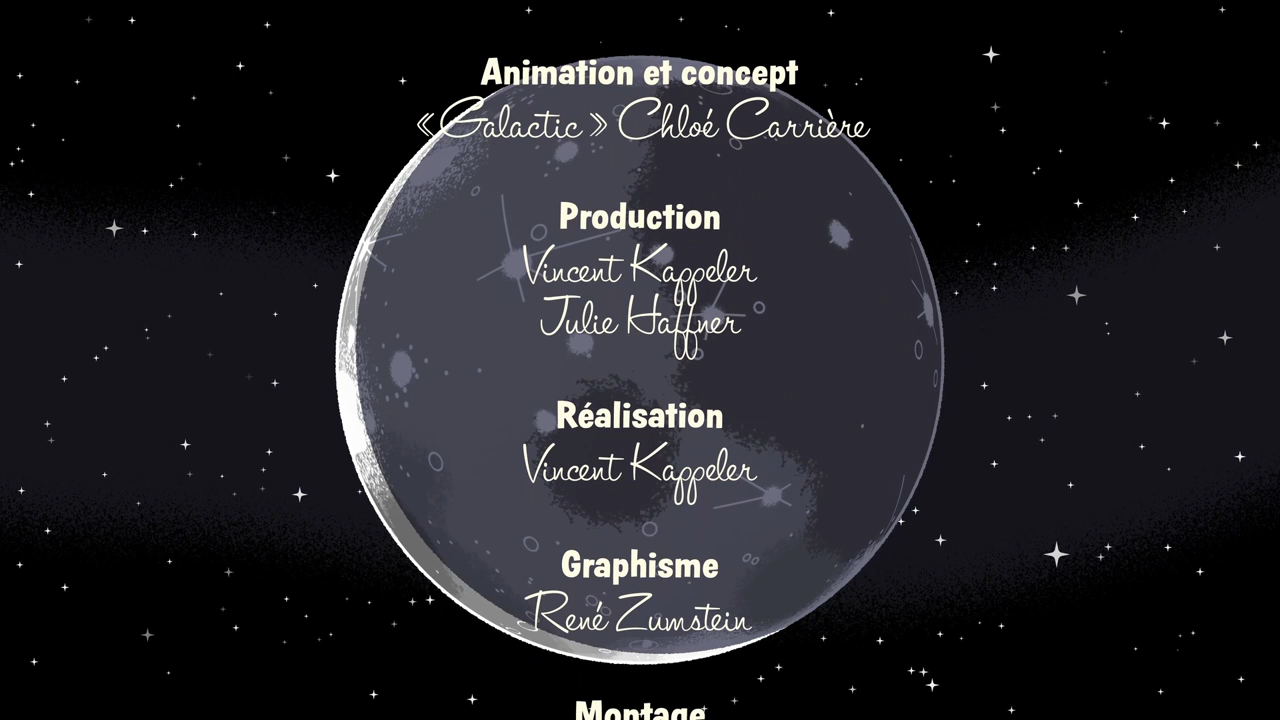 Animation et concept
« Galactic » Chloé Carrière
Production
Vincent Kappeler
Julie Haffner
Réalisation
Vincent Kappeler
Graphisme
René Zumstein
Montage